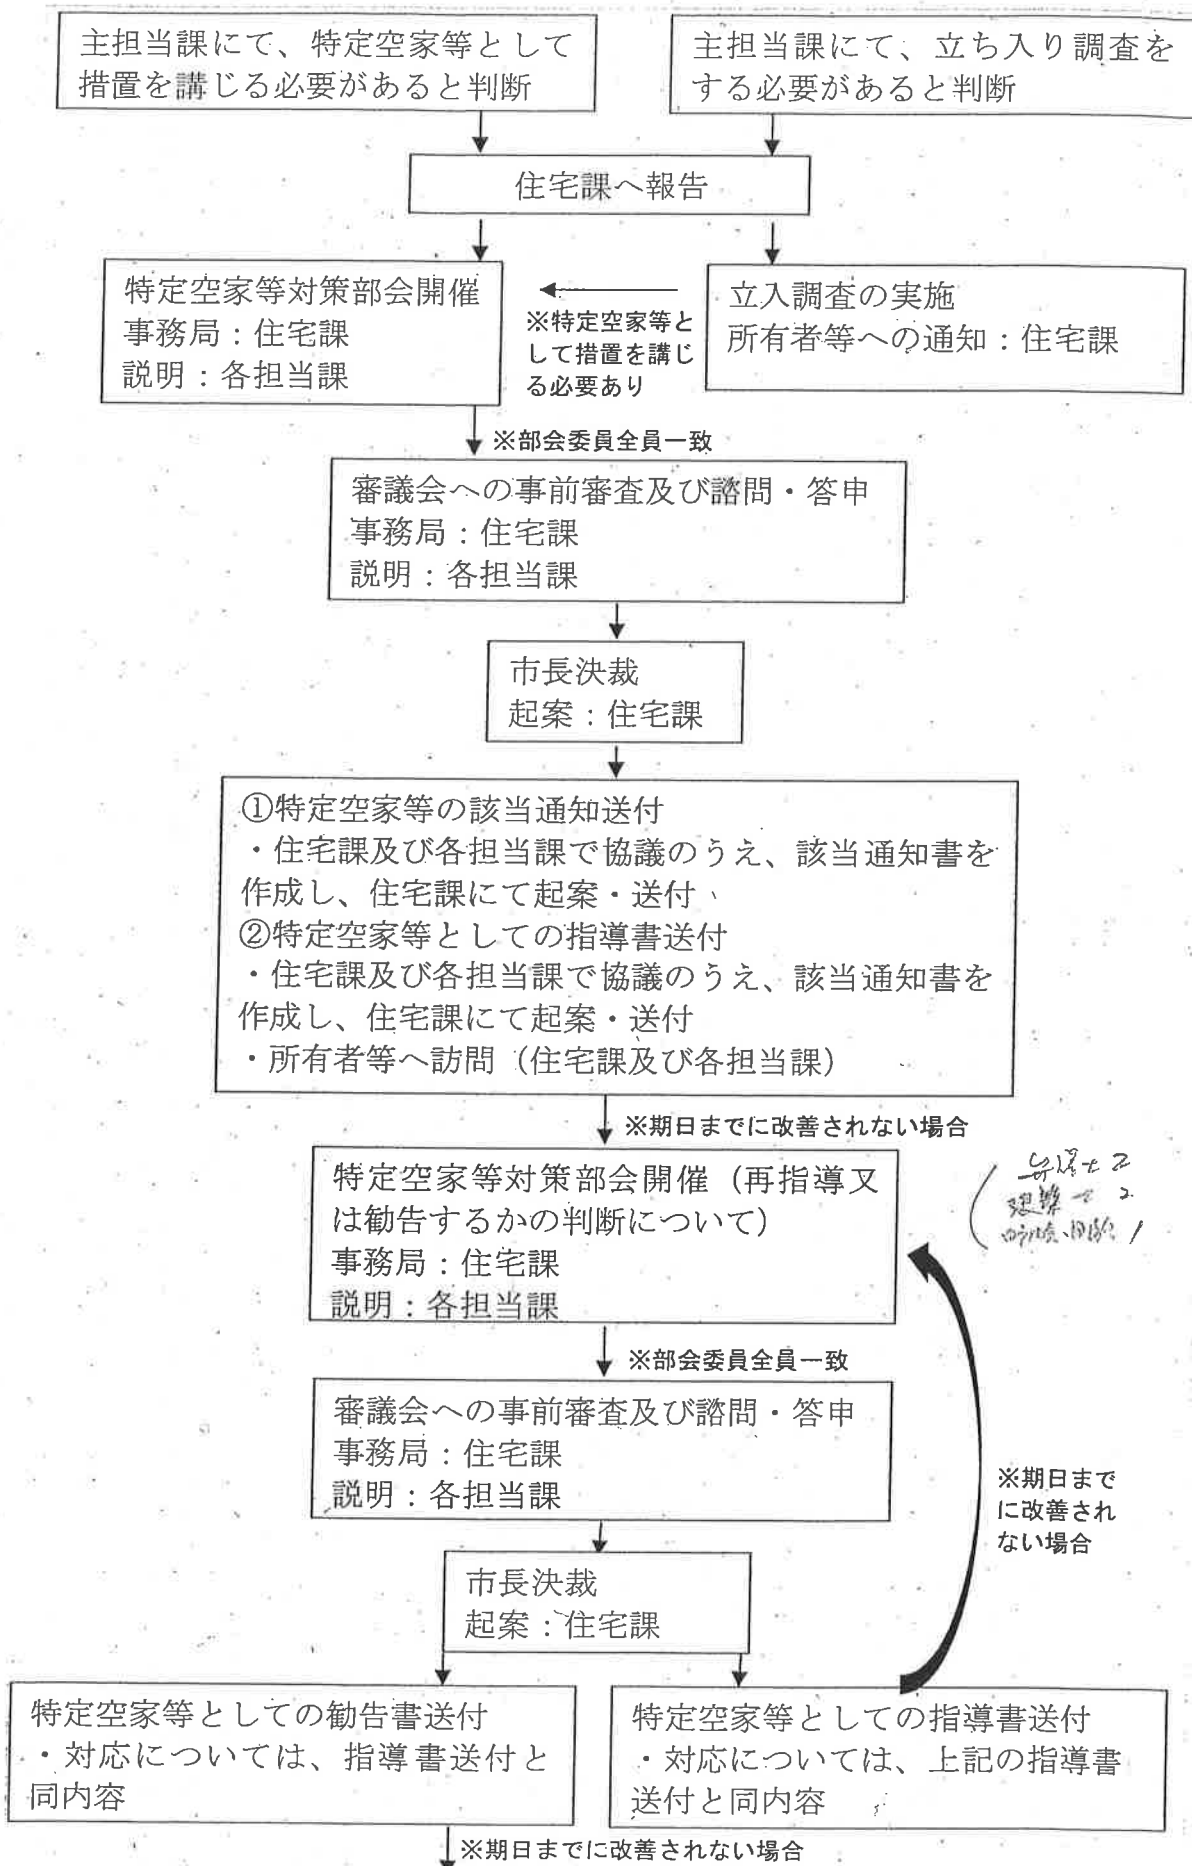 主担当課にて、特定空家等として
措置を講じる必要があると判断
主担当課にて、立ち入り調査を
する必要があると判断
住宅課へ報告
特定空家等対策部会開催
事務局：住宅課
説明：各担当課
※特定空家等と
して措置を講じ
る必要あり
立入調査の実施
所有者等への通知：住宅課
※部会委員全員一致
審議会への事前審査及び諮問・答申
事務局：住宅課
説明：各担当課
市長決裁
起案：住宅課
①特定空家等の該当通知送付
・住宅課及び各担当課で協議のうえ、該当通知書を
作成し、住宅課にて起案・送付
②特定空家等としての指導書送付
・住宅課及び各担当課で協議のうえ、該当通知書を
作成し、住宅課にて起案・送付
・所有者等へ訪問（住宅課及び各担当課）
※期日までに改善されない場合
特定空家等対策部会開催（再指導又
は勧告するかの判断について）
事務局：住宅課
説明：各担当課
弁護士 2
建築士 2
1
※部会委員全員一致
審議会への事前審査及び諮問・答申
事務局：住宅課
説明：各担当課
※期日まで
に改善され
ない場合
市長決裁
起案：住宅課
特定空家等としての勧告書送付
・対応については、指導書送付と
同内容
特定空家等としての指導書送付
・対応については、上記の指導書
送付と同内容
※期日までに改善されない場合